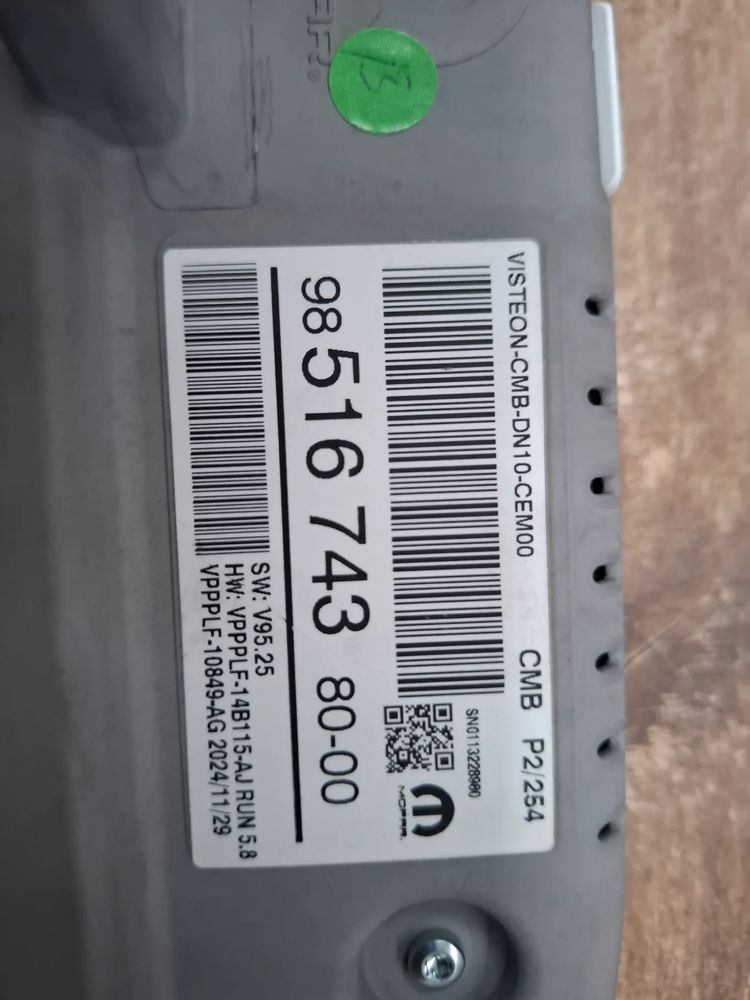 VISTEON-CMB-DN10-CEM00 CMB P2/254
SN0113228980
MOPAR.
98 516 743 80-00
SW: V95.25
HW: VPPPLF-14B115-AJ RUN 5.8
VPPPLF-10849-AG 2024/11/29